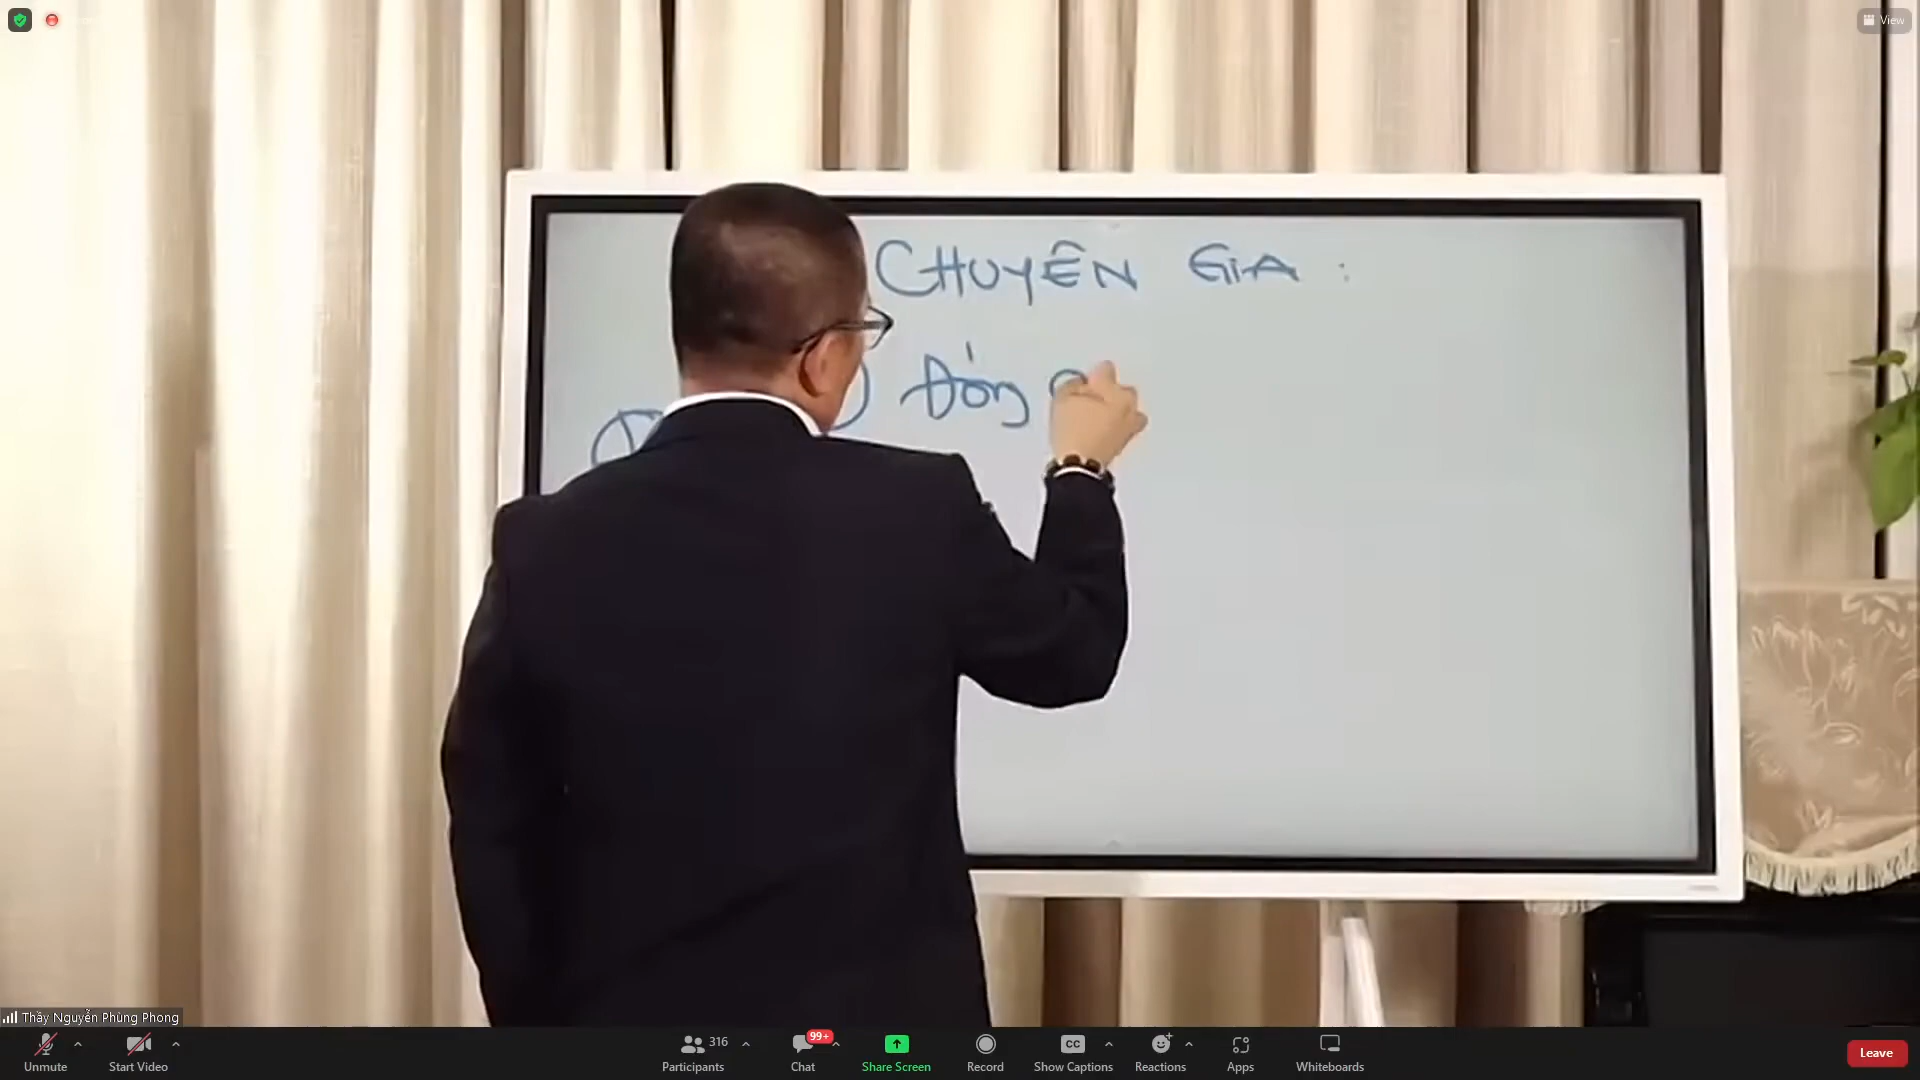 View
CHUYÊN GIA :
Đóng
Thầy Nguyễn Phùng Phong
Unmute
Start Video
316
Participants
99+
Chat
Share Screen
Record
CC
Show Captions
Reactions
Apps
Whiteboards
Leave